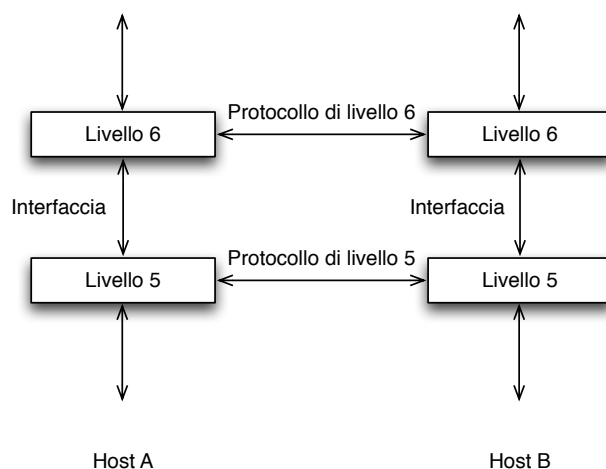 Protocollo di livello 6
Livello 6
Livello 6
Interfaccia
Interfaccia
Protocollo di livello 5
Livello 5
Livello 5
Host A
Host B